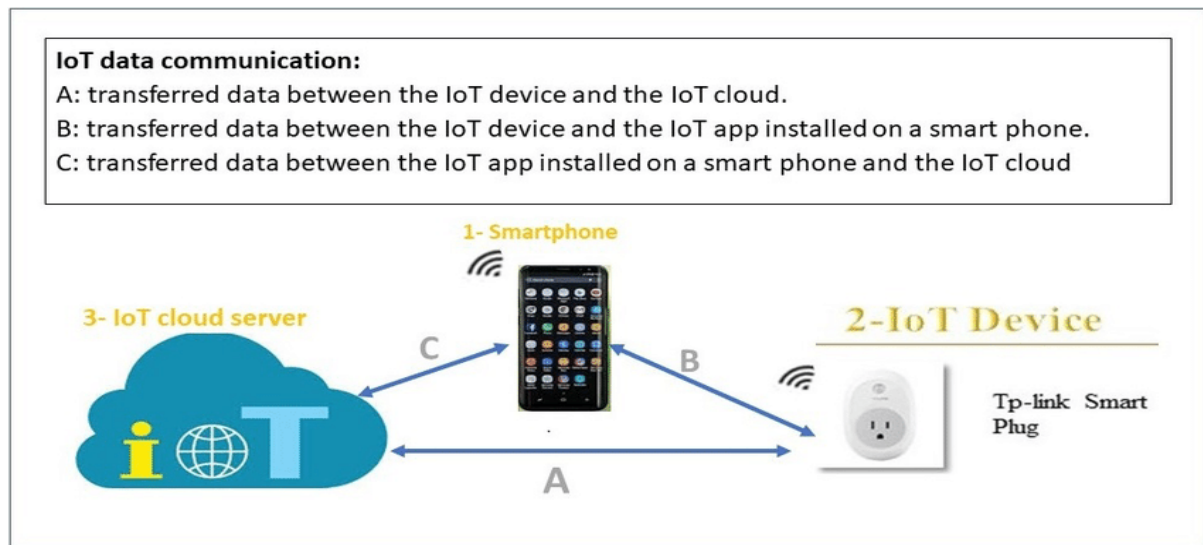 IoT data communication:
A: transferred data between the IoT device and the IoT cloud.
B: transferred data between the IoT device and the IoT app installed on a smart phone.
C: transferred data between the IoT app installed on a smart phone and the IoT cloud
1- Smartphone
3- IoT cloud server
2-IoT Device
C
B
Tp-link Smart
Plug
iOT
A